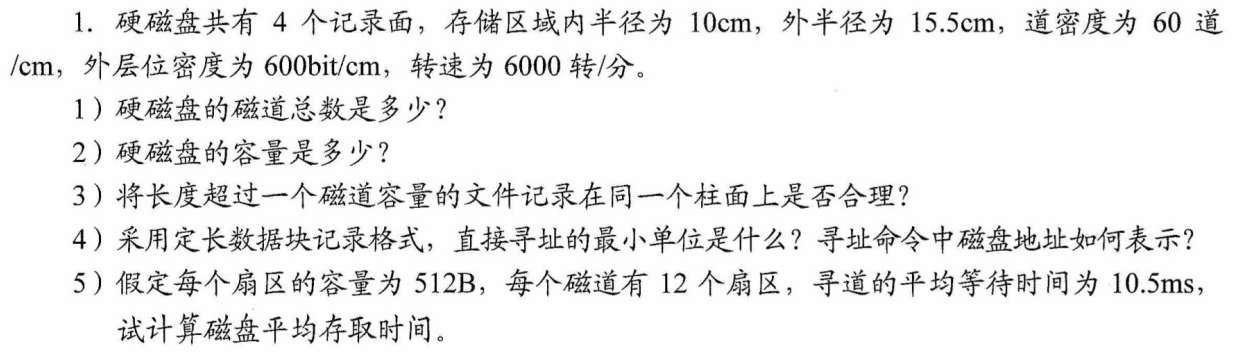 1. 硬磁盘共有 4 个记录面，存储区域内半径为 10cm，外半径为 15.5cm，道密度为 60 道
/cm，外层位密度为 600bit/cm，转速为 6000 转/分。
1）硬磁盘的磁道总数是多少？
2）硬磁盘的容量是多少？
3）将长度超过一个磁道容量的文件记录在同一个柱面上是否合理？
4）采用定长数据块记录格式，直接寻址的最小单位是什么？寻址命令中磁盘地址如何表示？
5）假定每个扇区的容量为 512B，每个磁道有 12 个扇区，寻道的平均等待时间为 10.5ms，
试计算磁盘平均存取时间。